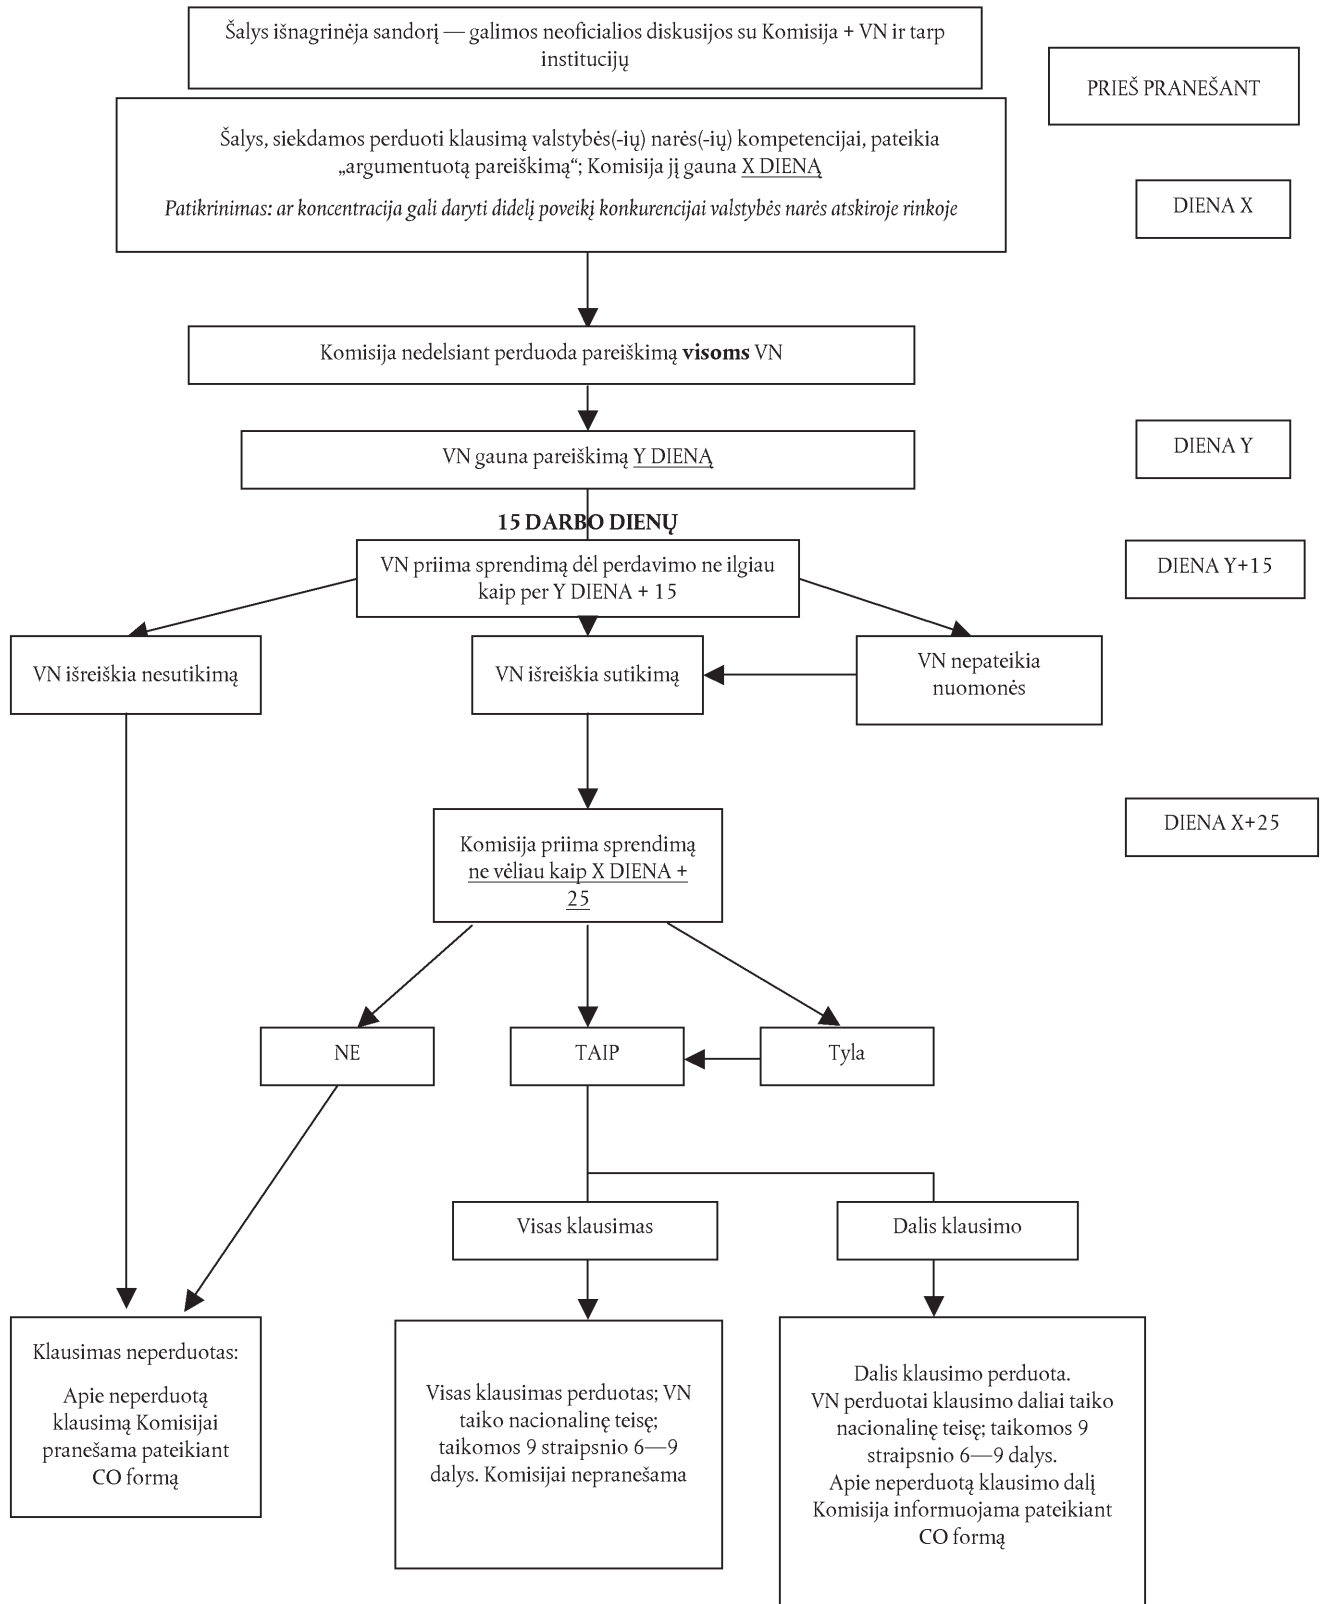 Šalys išnagrinėja sandorį — galimos neoficialios diskusijos su Komisija + VN ir tarp
institucijų
PRIEŠ PRANEŠANT
Šalys, siekdamos perduoti klausimą valstybės(-ių) narės(-ių) kompetencijai, pateikia
„argumentuotą pareiškimą“; Komisija jį gauna X DIENĄ
Patikrinimas: ar koncentracija gali daryti didelį poveikį konkurencijai valstybės narės atskiroje rinkoje
DIENA X
Komisija nedelsiant perduoda pareiškimą visoms VN
VN gauna pareiškimą Y DIENĄ
DIENA Y
15 DARBO DIENŲ
VN priima sprendimą dėl perdavimo ne ilgiau
kaip per Y DIENA + 15
DIENA Y+15
VN išreiškia nesutikimą
VN išreiškia sutikimą
VN nepateikia
nuomonės
Komisija priima sprendimą
ne vėliau kaip X DIENA +
25
DIENA X+25
NE
TAIP
Tyla
Visas klausimas
Dalis klausimo
Klausimas neperduotas:
Apie neperduotą
klausimą Komisijai
pranešama pateikiant
CO formą
Visas klausimas perduotas; VN
taiko nacionalinę teisę;
taikomos 9 straipsnio 6—9
dalys. Komisijai nepranešama
Dalis klausimo perduota.
VN perduotai klausimo daliai taiko
nacionalinę teisę; taikomos 9
straipsnio 6—9 dalys.
Apie neperduotą klausimo dalį
Komisija informuojama pateikiant
CO formą